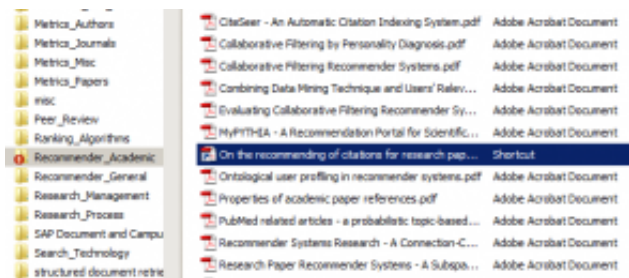 Metrics_Authors
Metrics_Journals
Metrics_Misc
Metrics_Papers
misc
Peer_Review
Ranking_Algorithms
Recommender_Academic
Recommender_General
Research_Management
Research_Process
SAP Document and Campu
Search_Technology
structured document retrie
CiteSeer - An Automatic Citation Indexing System.pdf Adobe Acrobat Document
Collaborative Filtering by Personality Diagnosis.pdf Adobe Acrobat Document
Collaborative Filtering Recommender Systems.pdf Adobe Acrobat Document
Combining Data Mining Technique and Users' Relev... Adobe Acrobat Document
Evaluating Collaborative Filtering Recommender Sy... Adobe Acrobat Document
MyPYTHIA - A Recommendation Portal for Scientific... Adobe Acrobat Document
On the recommending of citations for research pap... Shortcut
Ontological user profiling in recommender systems.pdf Adobe Acrobat Document
Properties of academic paper references.pdf Adobe Acrobat Document
PubMed related articles - a probabilistic topic-based... Adobe Acrobat Document
Recommender Systems Research - A Connection-C... Adobe Acrobat Document
Research Paper Recommender Systems - A Subspa... Adobe Acrobat Document